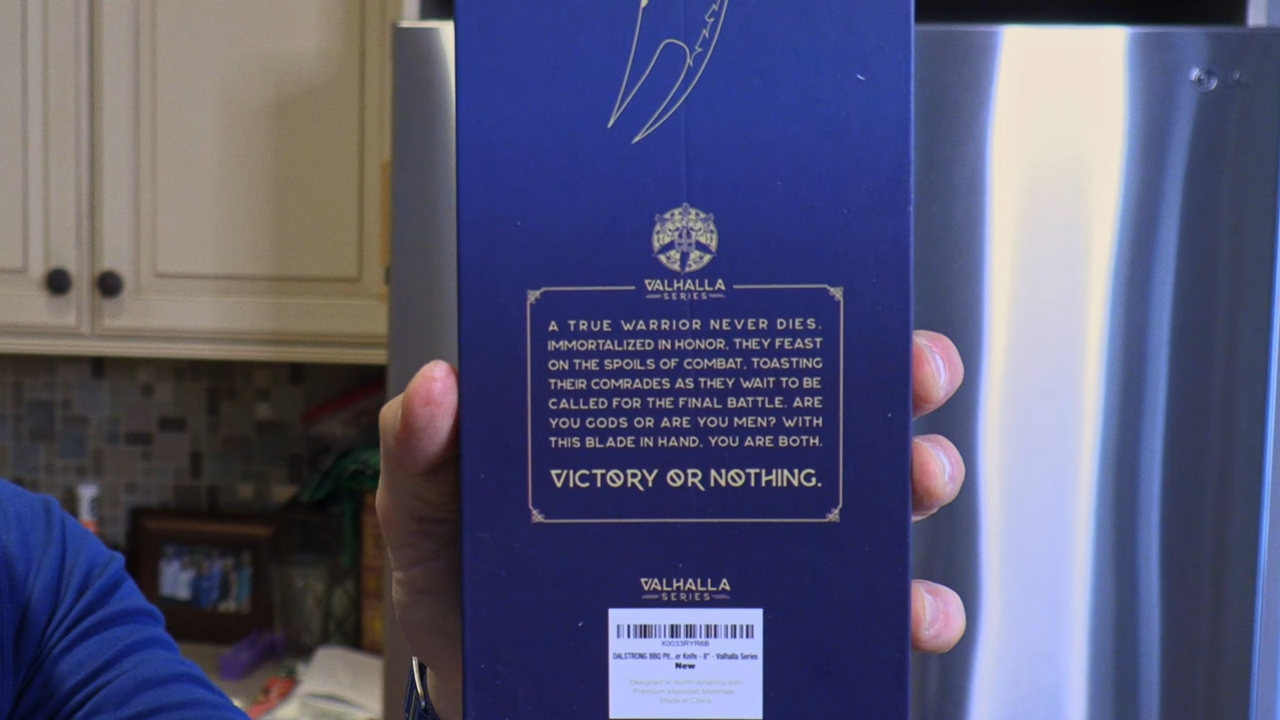 VALHALLA
SERIES
A TRUE WARRIOR NEVER DIES.
IMMORTALIZED IN HONOR, THEY FEAST
ON THE SPOILS OF COMBAT, TOASTING
THEIR COMRADES AS THEY WAIT TO BE
CALLED FOR THE FINAL BATTLE. ARE
YOU GODS OR ARE YOU MEN? WITH
THIS BLADE IN HAND, YOU ARE BOTH.
VICTORY OR NOTHING.
VALHALLA
SERIES
X0033RYR6B
DALSTRONG BBQ Pit...er Knife - 8" - Valhalla Series
New
Designed in North America with
Premium Imported Materials.
Made in China